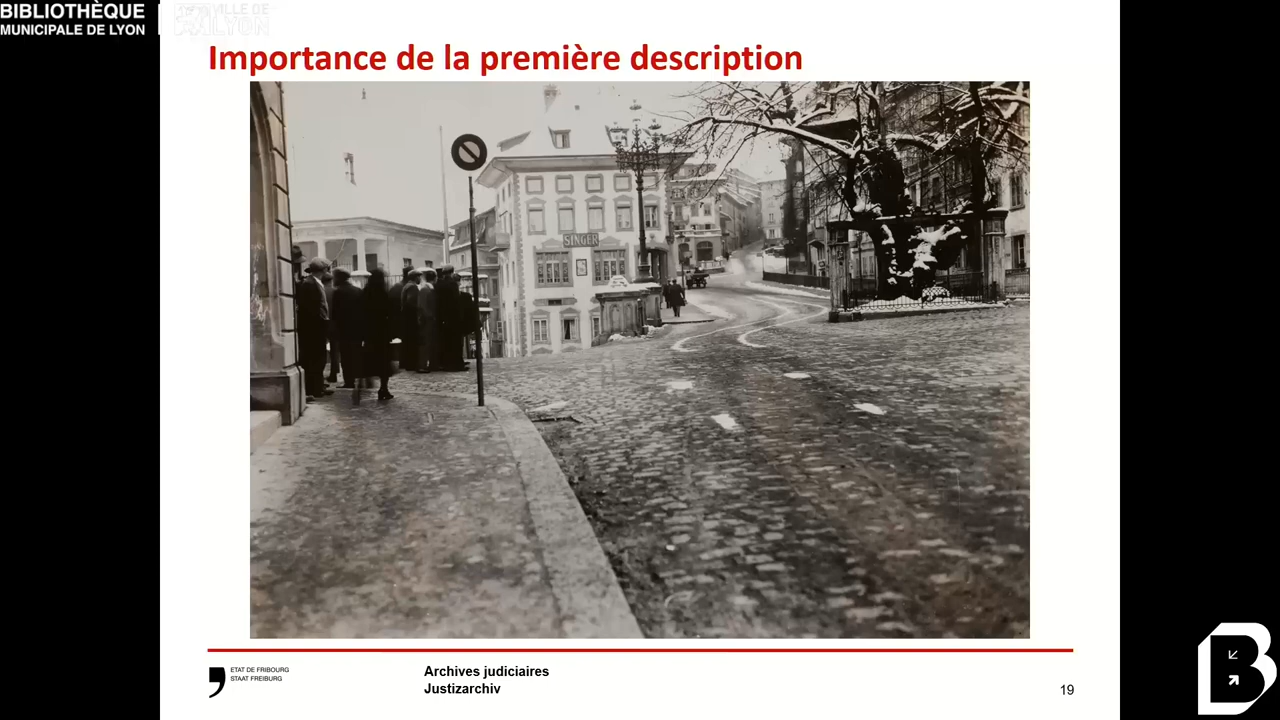 BIBLIOTHÈQUE
MUNICIPALE DE LYON
VILLE DE
LYON
Importance de la première description
SINGER
ETAT DE FRIBOURG
STAAT FREIBURG
Archives judiciaires
Justizarchiv
19
B